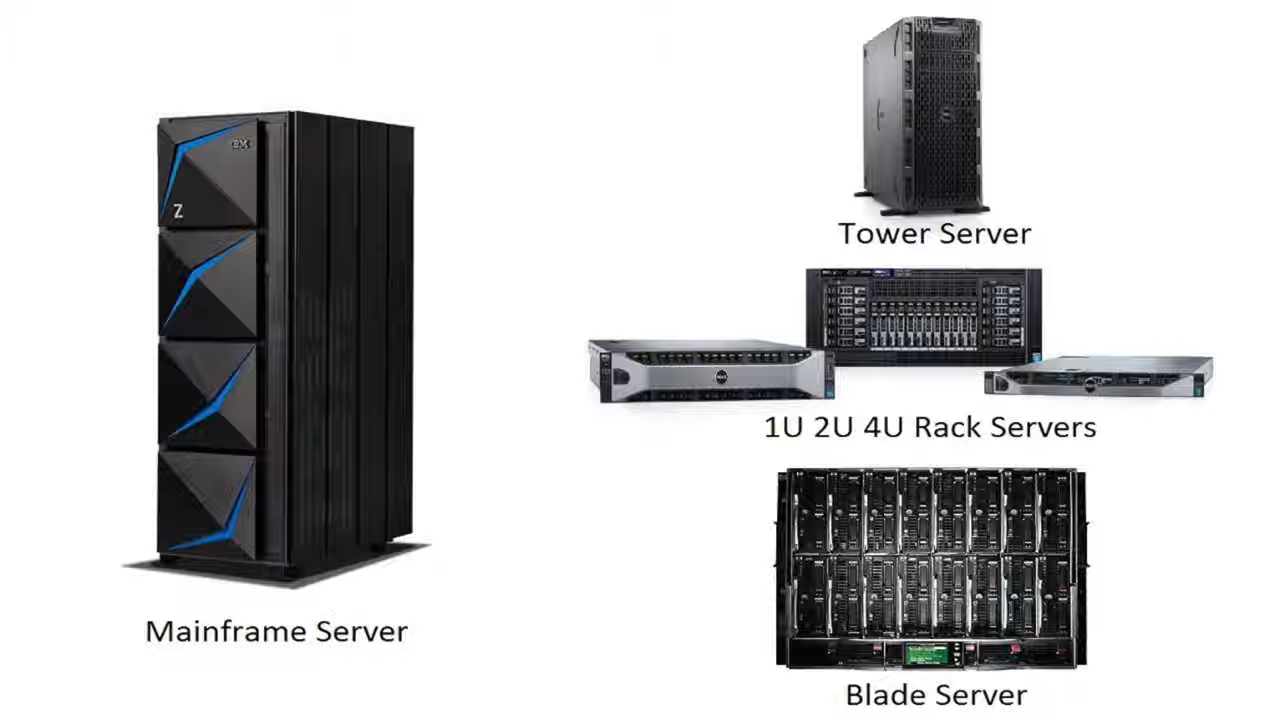 Z
Mainframe Server
Tower Server
1U 2U 4U Rack Servers
Blade Server